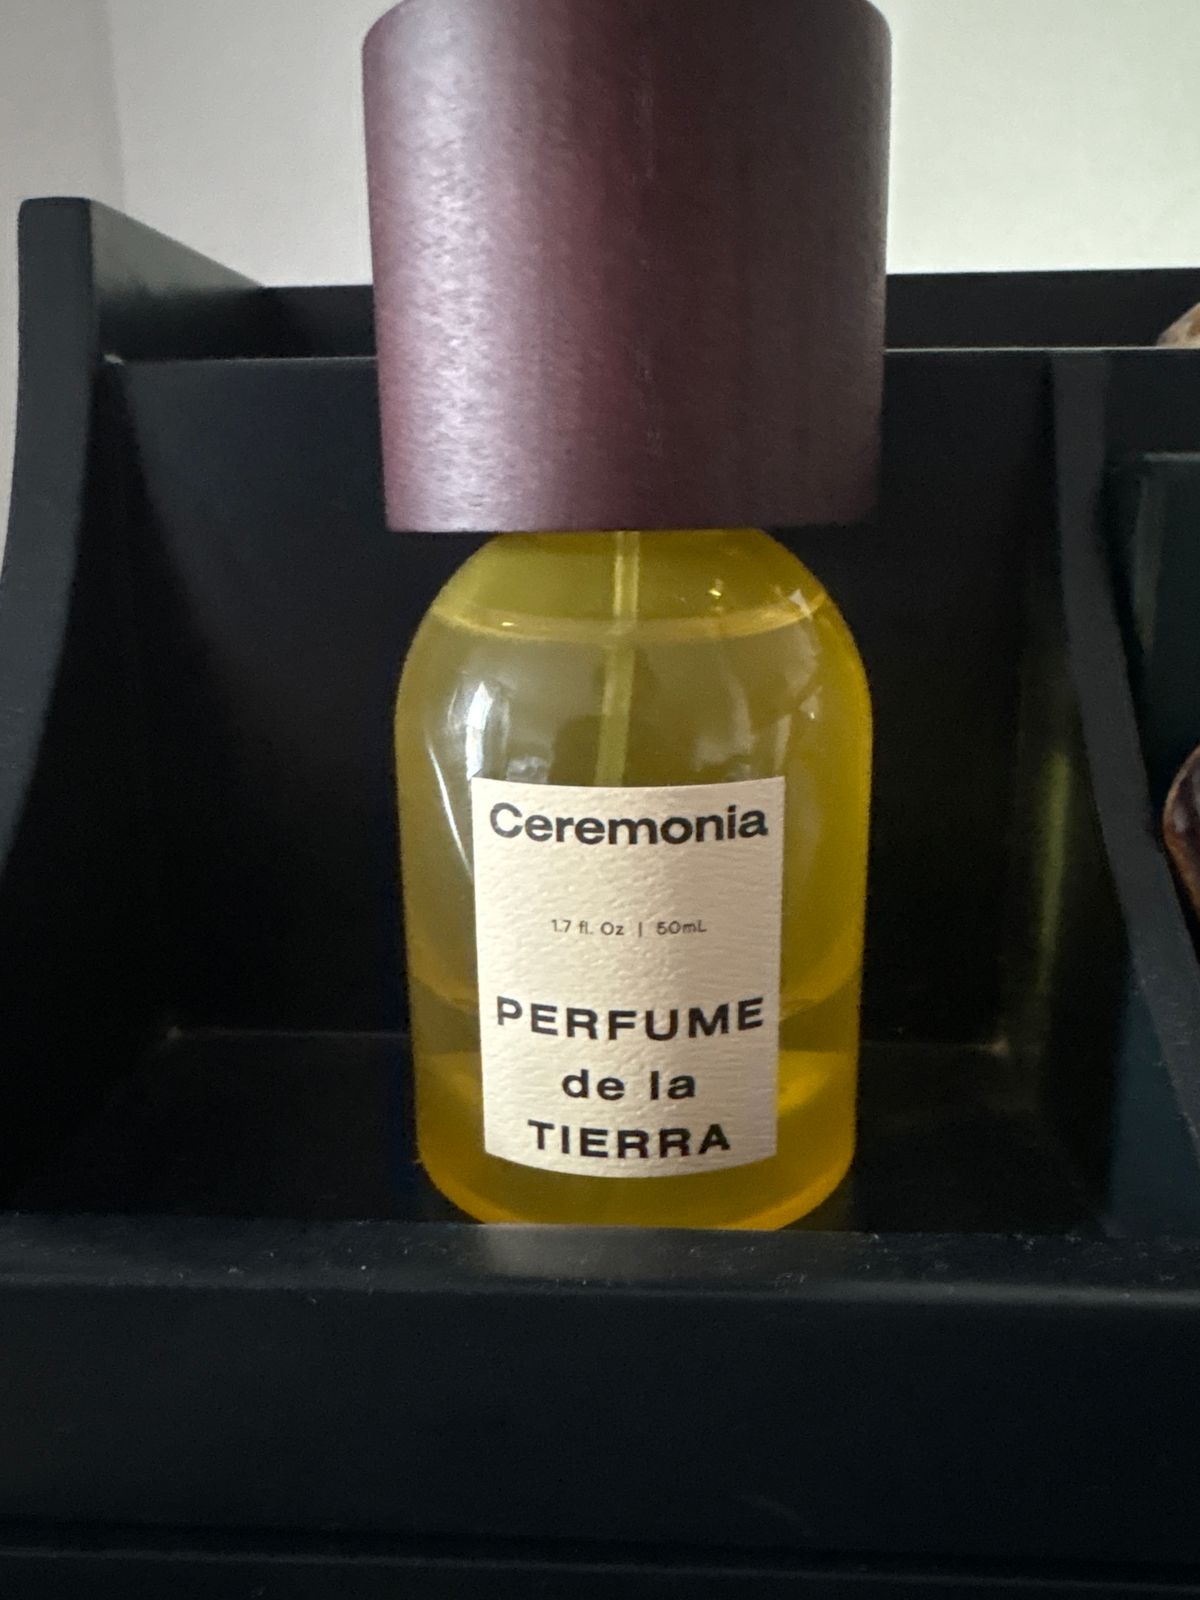 Ceremonia
1.7 fl. Oz | 50mL
PERFUME
de la
TIERRA